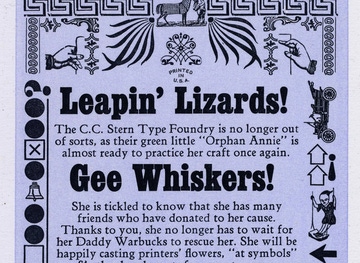 PRINTED
IN
U.S.A.
Leapin' Lizards!
The C.C. Stern Type Foundry is no longer out
of sorts, as their green little "Orphan Annie" is
almost ready to practice her craft once again.
Gee Whiskers!
She is tickled to know that she has many
friends who have donated to her cause.
Thanks to you, she no longer has to wait for
her Daddy Warbucks to rescue her. She will be
happily casting printers' flowers, "at symbols"